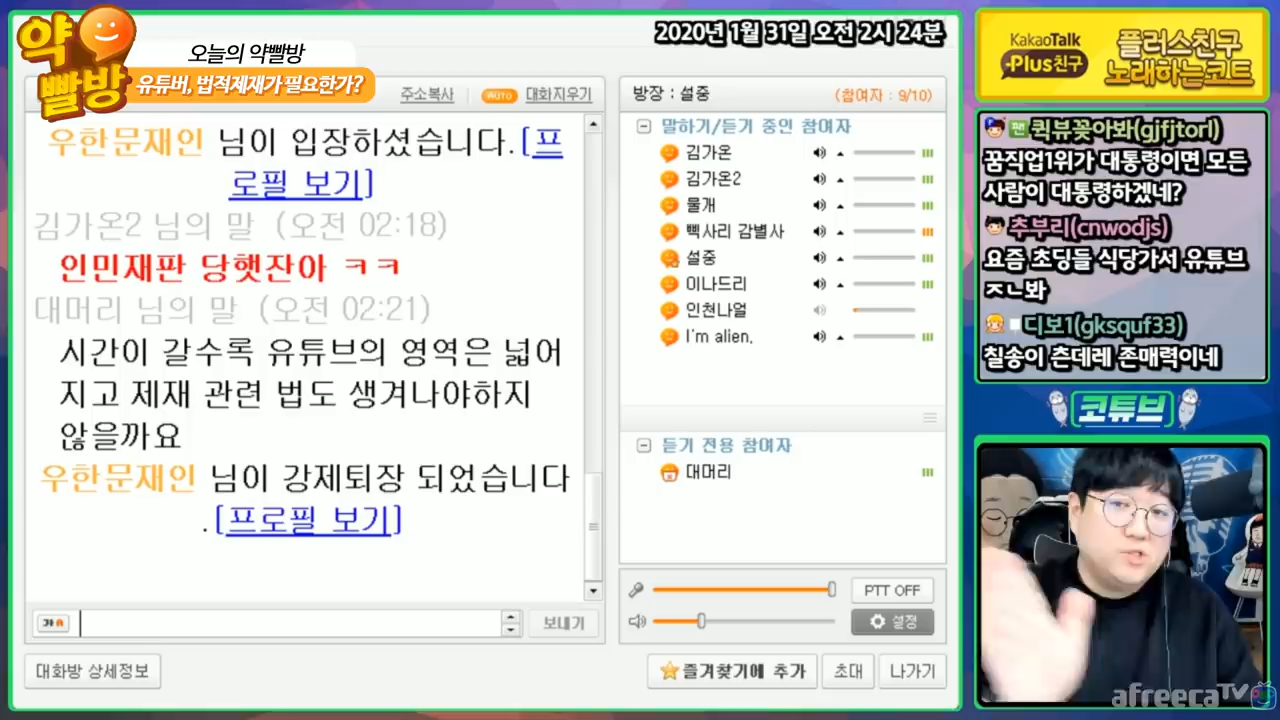 약빨방
오늘의 약빨방
유튜버, 법적제재가 필요한가?
2020년 1월 31일 오전 2시 24분
주소복사
AUTO
대화지우기
우한문재인 님이 입장하셨습니다.[프
로필 보기]
김가온2 님의 말 (오전 02:18)
인민재판 당햇잔아 ㅋㅋ
대머리 님의 말 (오전 02:21)
시간이 갈수록 유튜브의 영역은 넓어
지고 제재 관련 법도 생겨나야하지
않을까요
우한문재인 님이 강제퇴장 되었습니다
.[프로필 보기]
가A
보내기
대화방 상세정보
방장 : 설중
(참여자 : 9/10)
말하기/듣기 중인 참여자
김가온
김가온2
물개
삑사리 감별사
설중
이나드리
인천나얼
I'm alien,
듣기 전용 참여자
대머리
PTT OFF
설정
즐겨찾기에 추가
초대
나가기
KakaoTalk
Plus친구
플러스친구
노래하는코트
팬 퀵뷰꽂아봐(gjfjtorl)
꿈직업1위가 대통령이면 모든
사람이 대통령하겠네?
추부리(cnwodjs)
요즘 초딩들 식당가서 유튜브
ㅈㄴ봐
디보1(gksquf33)
칠송이 츤데레 존매력이네
코튜브
afreecaTV